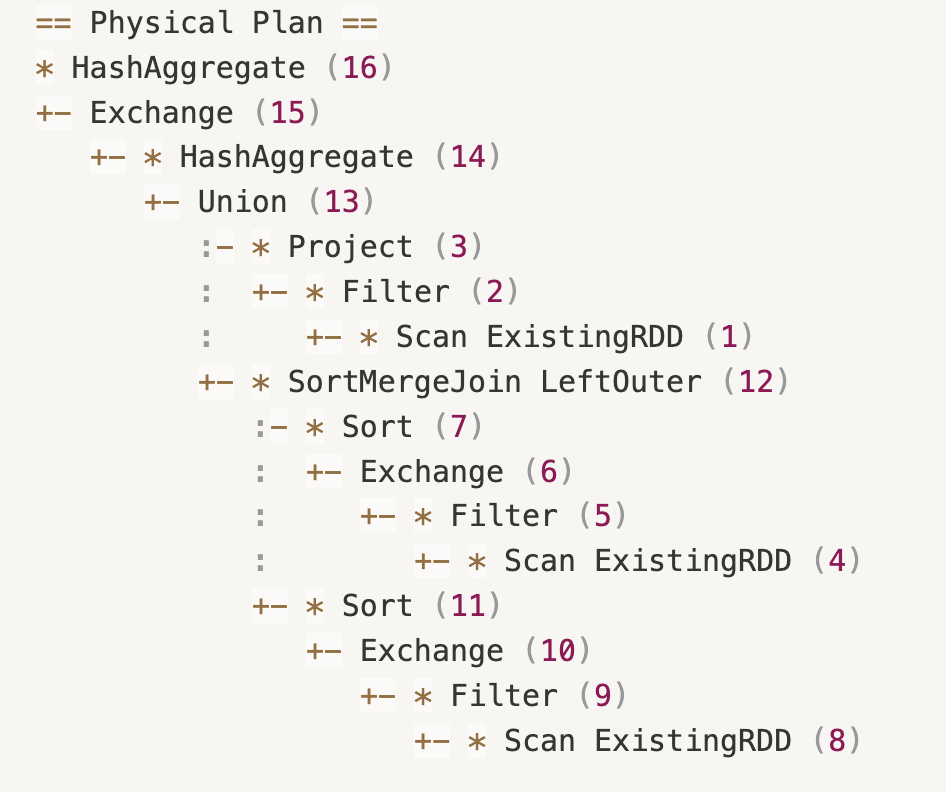 == Physical Plan ==
* HashAggregate (16)
+- Exchange (15)
   +- * HashAggregate (14)
      +- Union (13)
         :- * Project (3)
         :  +- * Filter (2)
         :     +- * Scan ExistingRDD (1)
         +- * SortMergeJoin LeftOuter (12)
            :- * Sort (7)
            :  +- Exchange (6)
            :     +- * Filter (5)
            :        +- * Scan ExistingRDD (4)
            +- * Sort (11)
               +- Exchange (10)
                  +- * Filter (9)
                     +- * Scan ExistingRDD (8)